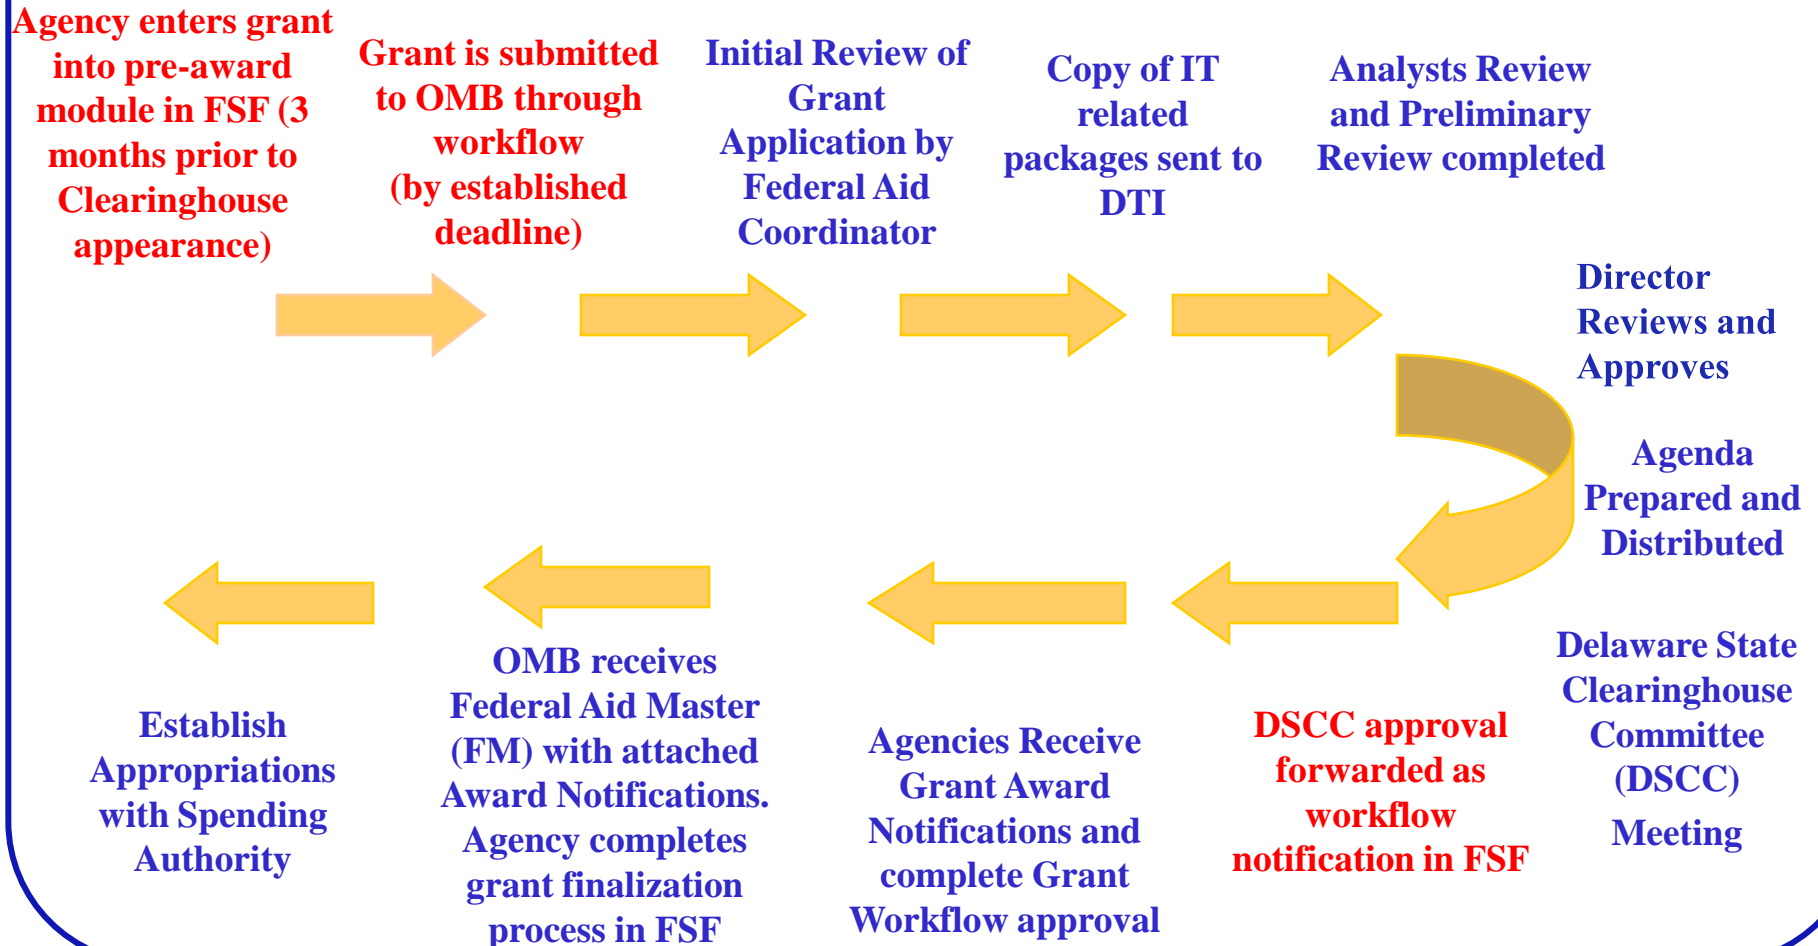 Agency enters grant
into pre-award
module in FSF (3
months prior to
Clearinghouse
appearance)
Grant is submitted
to OMB through
workflow
(by established
deadline)
Initial Review of
Grant
Application by
Federal Aid
Coordinator
Copy of IT
related
packages sent to
DTI
Analysts Review
and Preliminary
Review completed
Director
Reviews and
Approves
Agenda
Prepared and
Distributed
Delaware State
Clearinghouse
Committee
(DSCC)
Meeting
DSCC approval
forwarded as
workflow
notification in FSF
Agencies Receive
Grant Award
Notifications and
complete Grant
Workflow approval
OMB receives
Federal Aid Master
(FM) with attached
Award Notifications.
Agency completes
grant finalization
process in FSF
Establish
Appropriations
with Spending
Authority